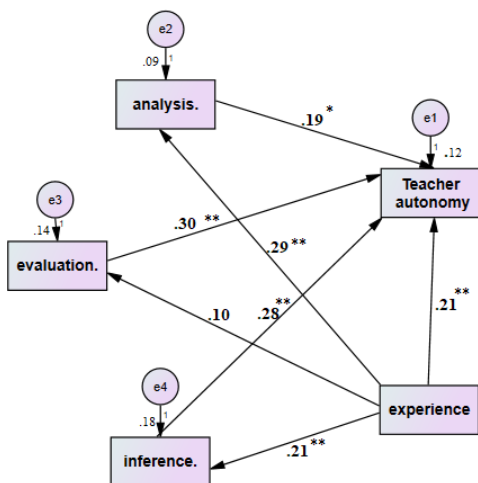 e2
.09 1
analysis.
.19 *
e1
1 .12
Teacher
autonomy
e3
.14 1
evaluation.
.30 **
.29 **
.28 **
.10
.21 **
experience
e4
.18 1
inference.
.21 **